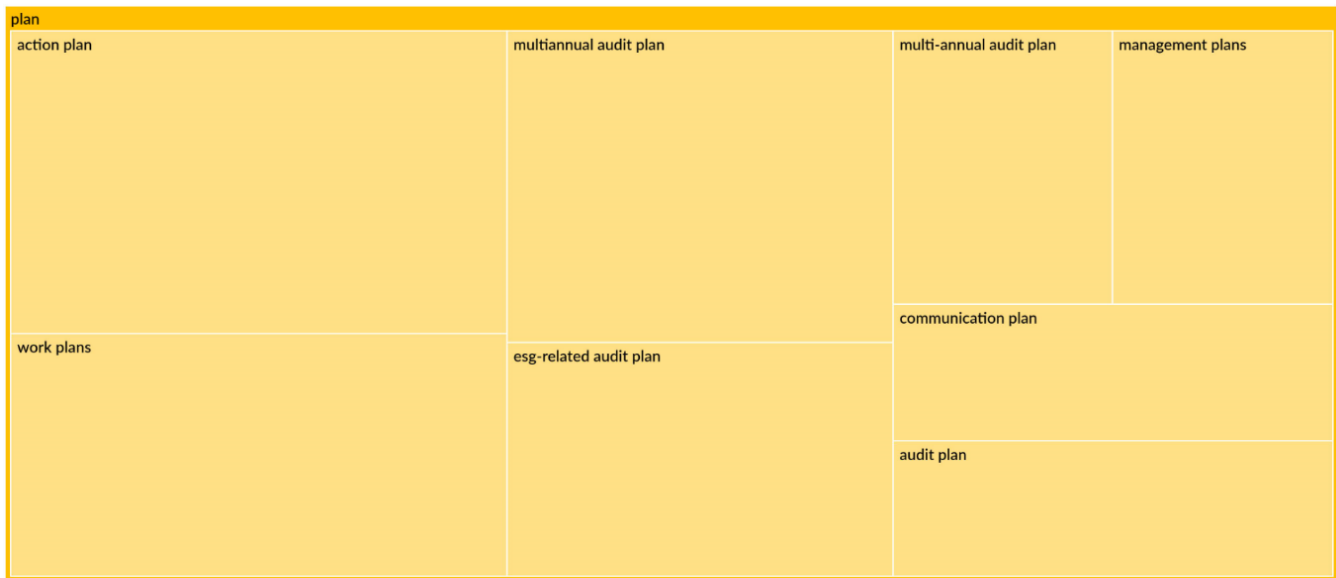 plan
action plan
multiannual audit plan
multi-annual audit plan
management plans
communication plan
work plans
esg-related audit plan
audit plan